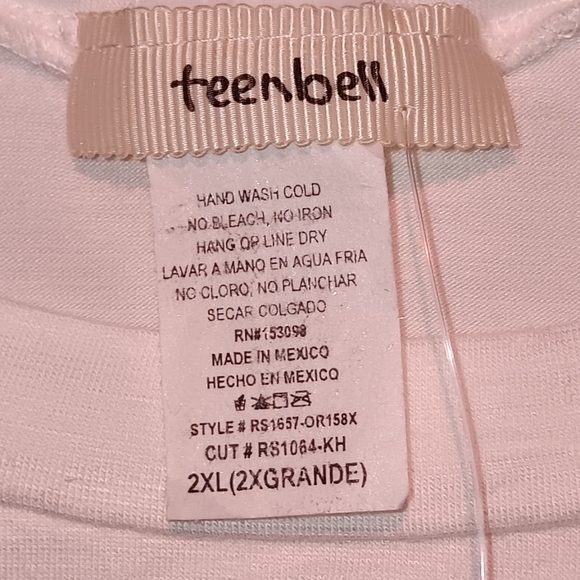 teenbell
HAND WASH COLD
NO BLEACH, NO IRON
HANG OR LINE DRY
LAVAR A MANO EN AGUA FRIA
NO CLORO, NO PLANCHAR
SECAR COLGADO
RN#153098
MADE IN MEXICO
HECHO EN MEXICO
STYLE # RS1657-OR158X
CUT # RS1064-KH
2XL(2XGRANDE)